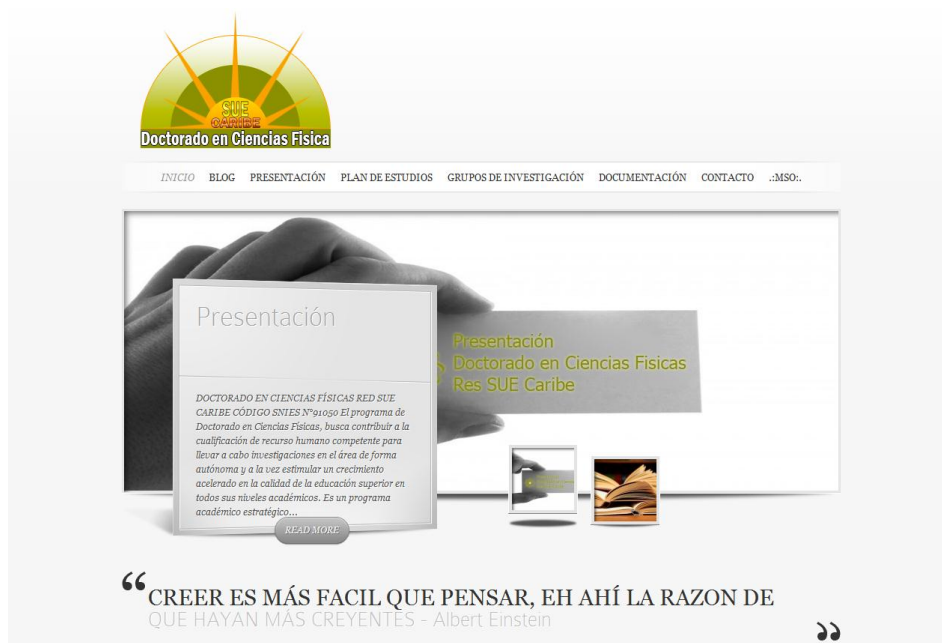 SUE
CARIBE
Doctorado en Ciencias Fisica
INICIO BLOG PRESENTACIÓN PLAN DE ESTUDIOS GRUPOS DE INVESTIGACIÓN DOCUMENTACIÓN CONTACTO .:MSO:.
Presentación
DOCTORADO EN CIENCIAS FÍSICAS RED SUE
CARIBE CÓDIGO SNIES Nº91050 El programa de
Doctorado en Ciencias Físicas, busca contribuir a la
cualificación de recurso humano competente para
llevar a cabo investigaciones en el área de forma
autónoma y a la vez estimular un crecimiento
acelerado en la calidad de la educación superior en
todos sus niveles académicos. Es un programa
académico estratégico...
READ MORE
Presentación
Doctorado en Ciencias Fisicas
Res SUE Caribe
“
CREER ES MÁS FACIL QUE PENSAR, EH AHÍ LA RAZON DE
QUE HAYAN MÁS CREYENTES - Albert Einstein
”